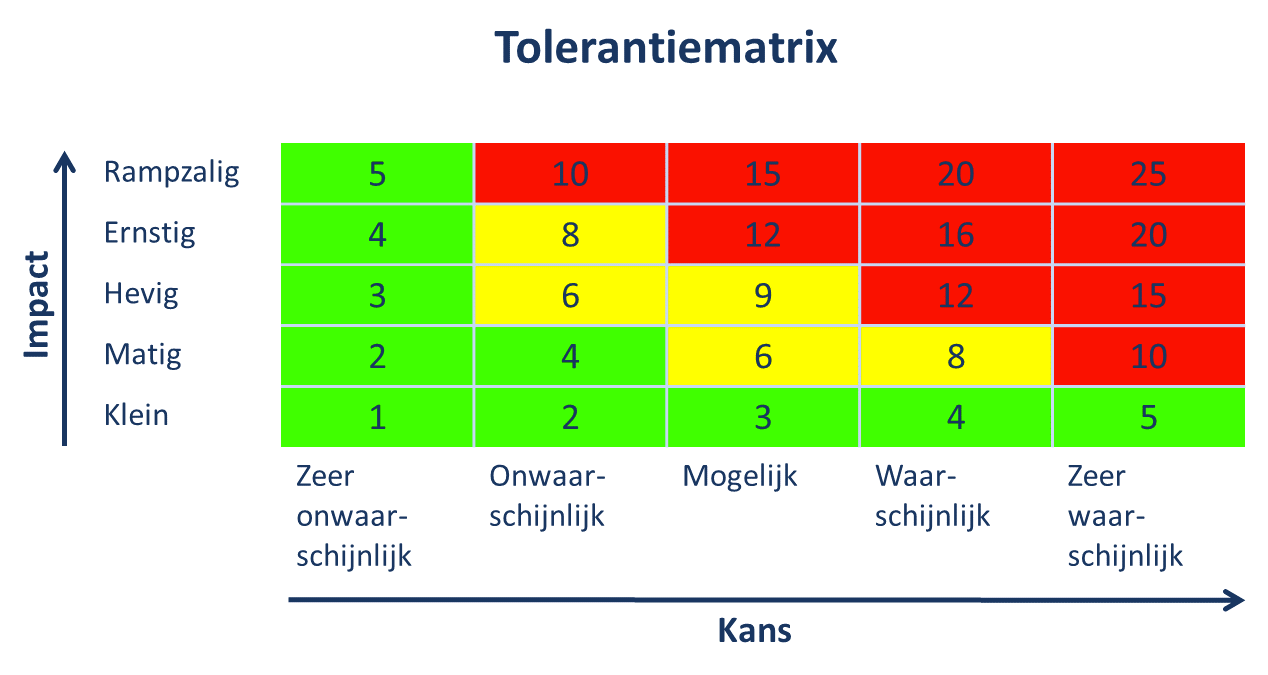 Tolerantiematrix
Impact
Rampzalig 5 10 15 20 25
Ernstig 4 8 12 16 20
Hevig 3 6 9 12 15
Matig 2 4 6 8 10
Klein 1 2 3 4 5
Zeer Onwaar- Mogelijk Waar- Zeer
onwaar- schijnlijk schijnlijk waar-
schijnlijk schijnlijk
Kans